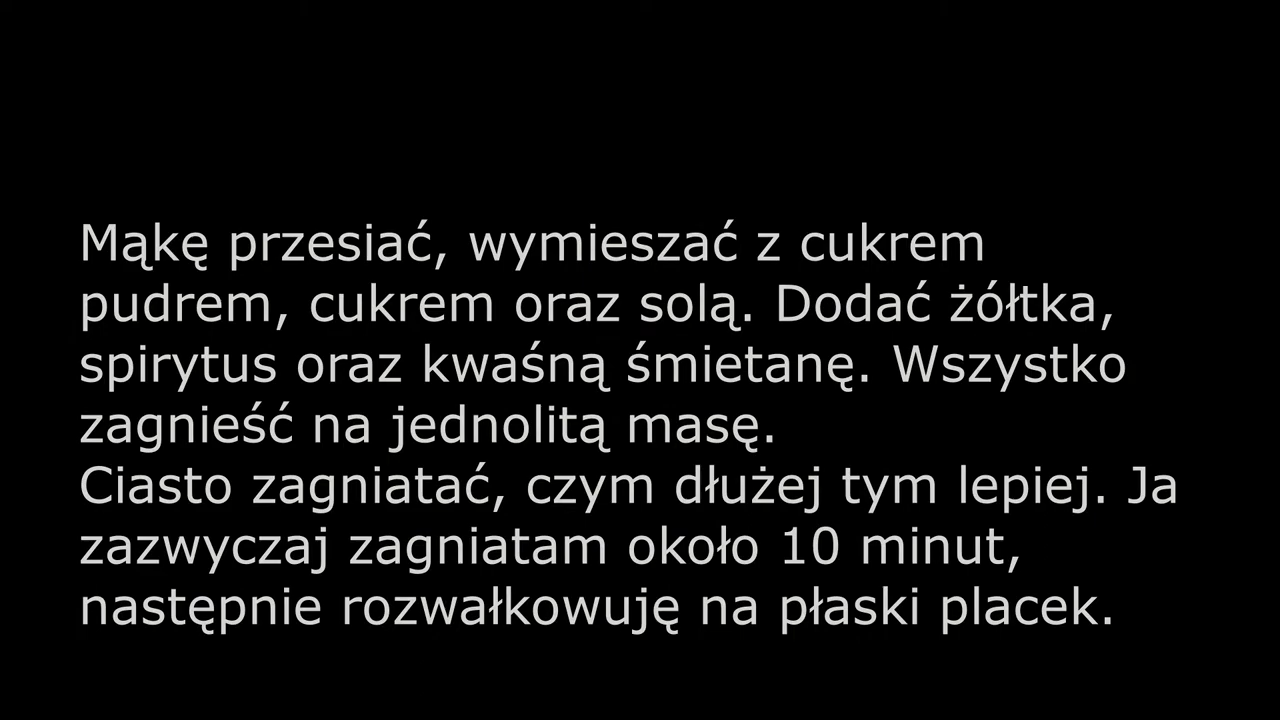 Mąkę przesiać, wymieszać z cukrem
pudrem, cukrem oraz solą. Dodać żółtka,
spirytus oraz kwaśną śmietanę. Wszystko
zagnieść na jednolitą masę.
Ciasto zagniatać, czym dłużej tym lepiej. Ja
zazwyczaj zagniatam około 10 minut,
następnie rozwałkowuję na płaski placek.